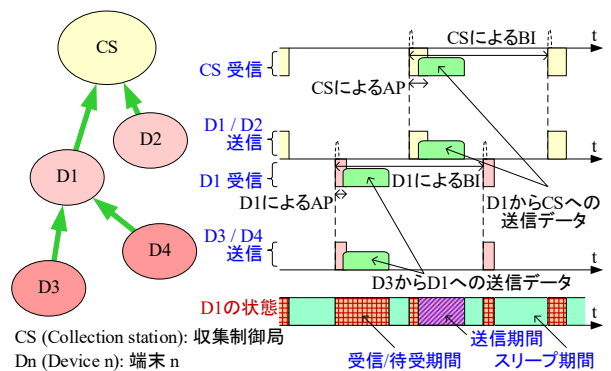 CS
D2
D1
D4
D3
CS (Collection station): 収集制御局
Dn (Device n): 端末 n
t
CSによるBI
CS 受信
CSによるAP
D1 / D2
送信
t
D1 受信
D1によるBI
D1からCSへの
送信データ
D1によるAP
D3 / D4
送信
t
D3からD1への送信データ
D1の状態
t
送信期間
受信/待受期間
スリープ期間